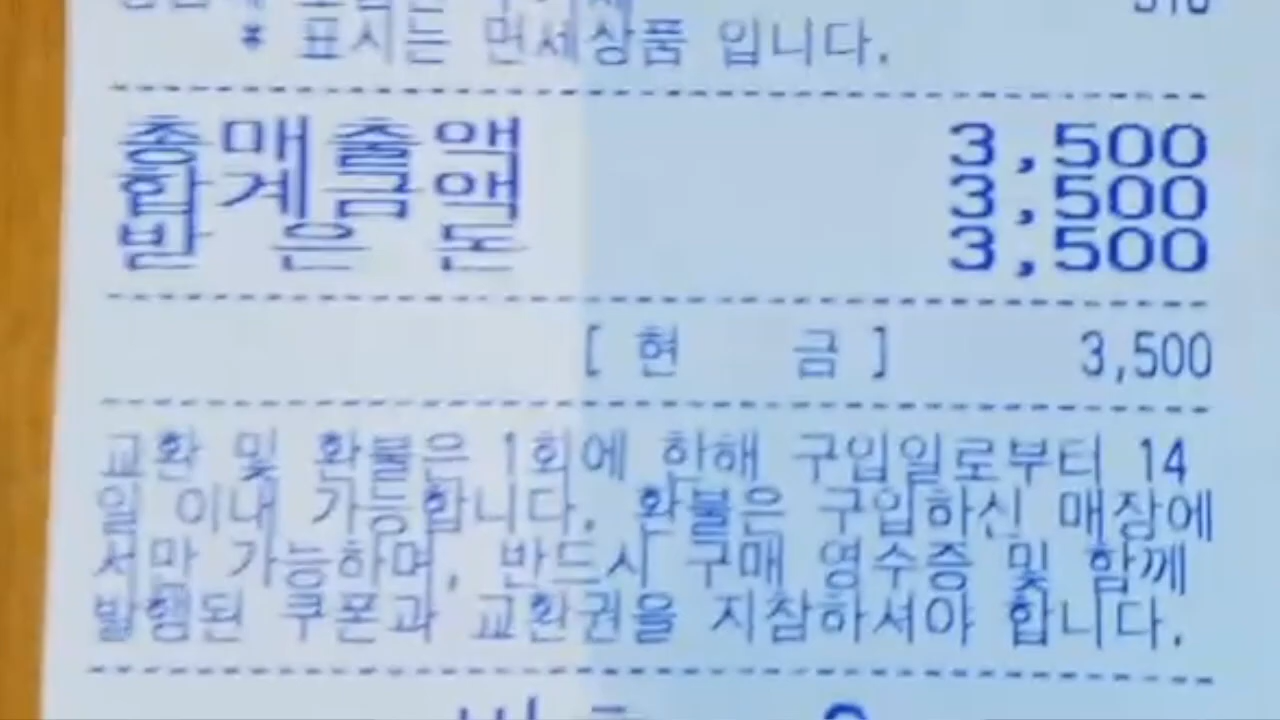 * 표시는 면세상품 입니다.
총매출액 3,500
합계금액 3,500
받은돈 3,500
[현 금] 3,500
교환 및 환불은 1회에 한해 구입일로부터 14
일 이내 가능합니다. 환불은 구입하신 매장에
서만 가능하며, 반드시 구매 영수증 및 함께
발행된 쿠폰과 교환권을 지참하셔야 합니다.